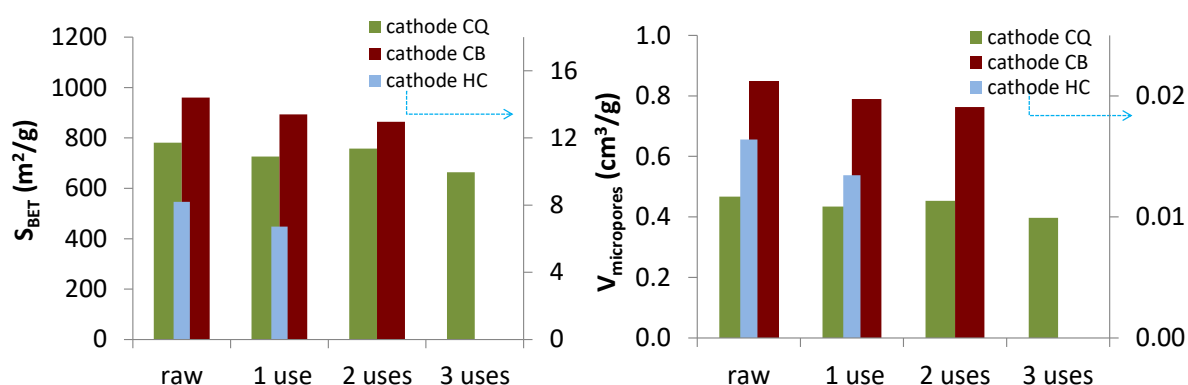 cathode CQ
cathode CB
cathode HC
S_BET (m²/g)
1200
1000
800
600
400
200
0
16
12
8
4
0
raw 1 use 2 uses 3 uses
cathode CQ
cathode CB
cathode HC
V_micropores (cm³/g)
1.0
0.8
0.6
0.4
0.2
0.0
0.02
0.01
0.00
raw 1 use 2 uses 3 uses